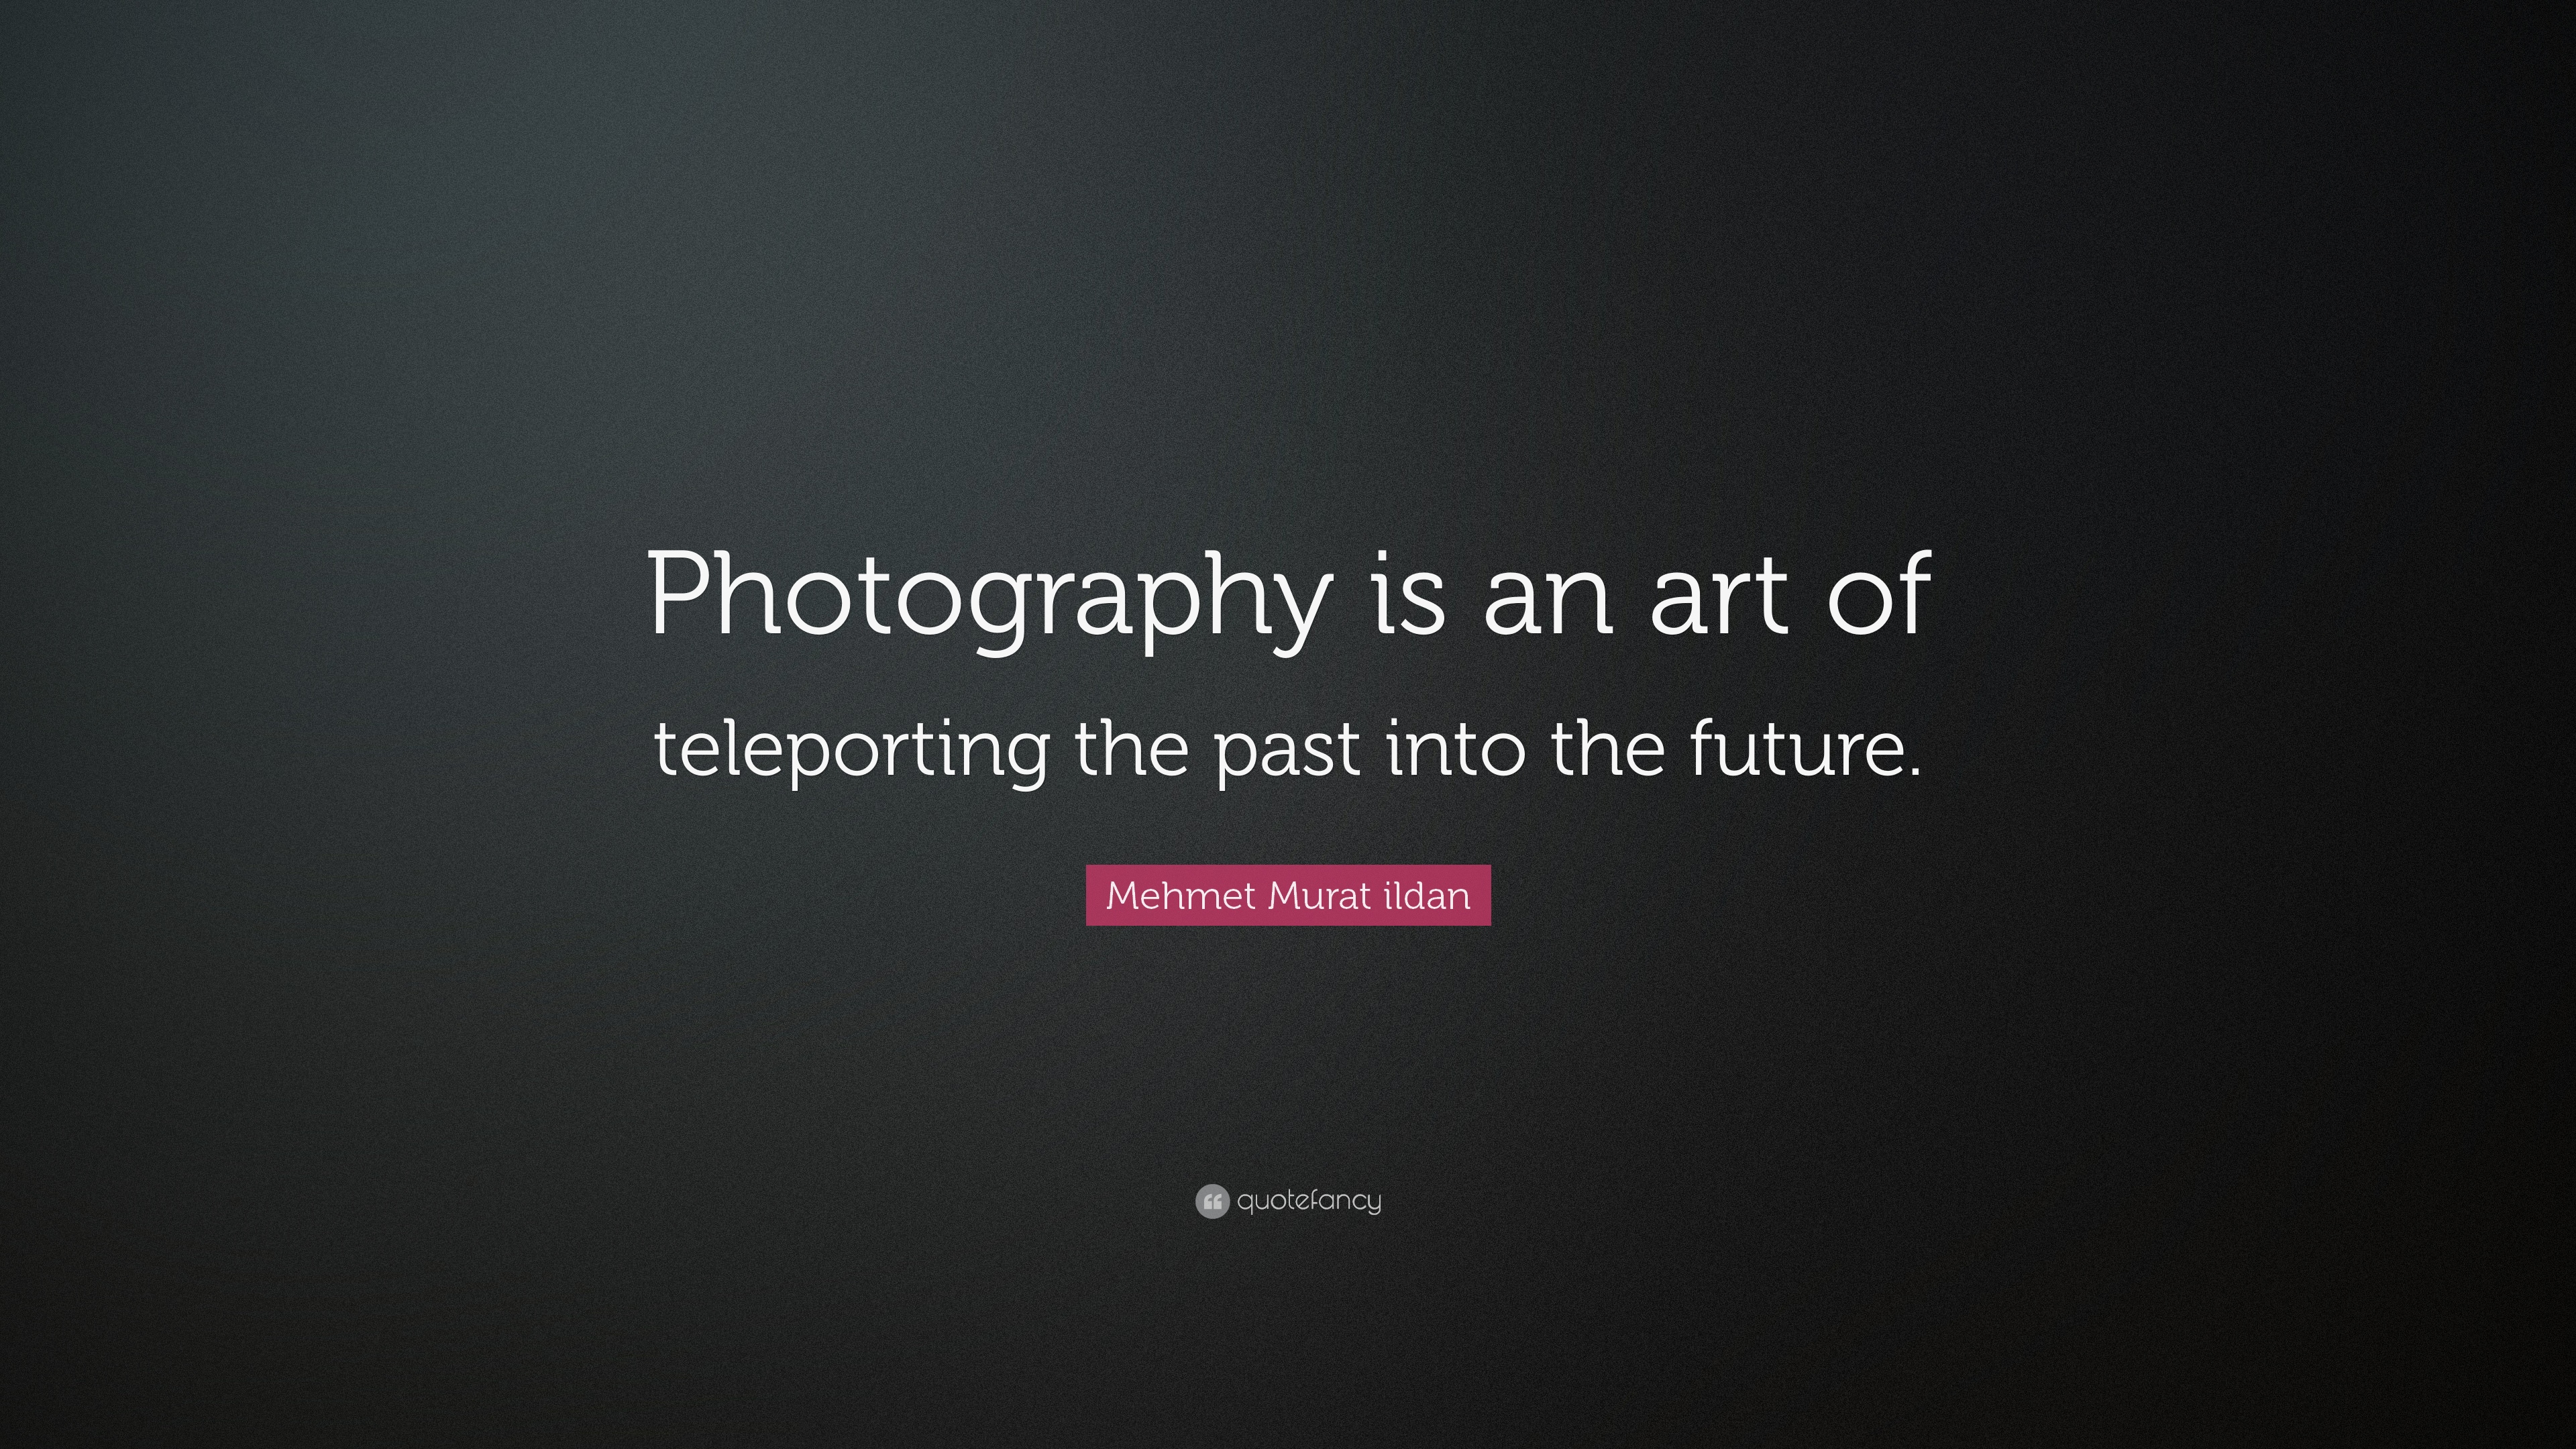 Photography is an art of
teleporting the past into the future.
Mehmet Murat ildan
quotefancy